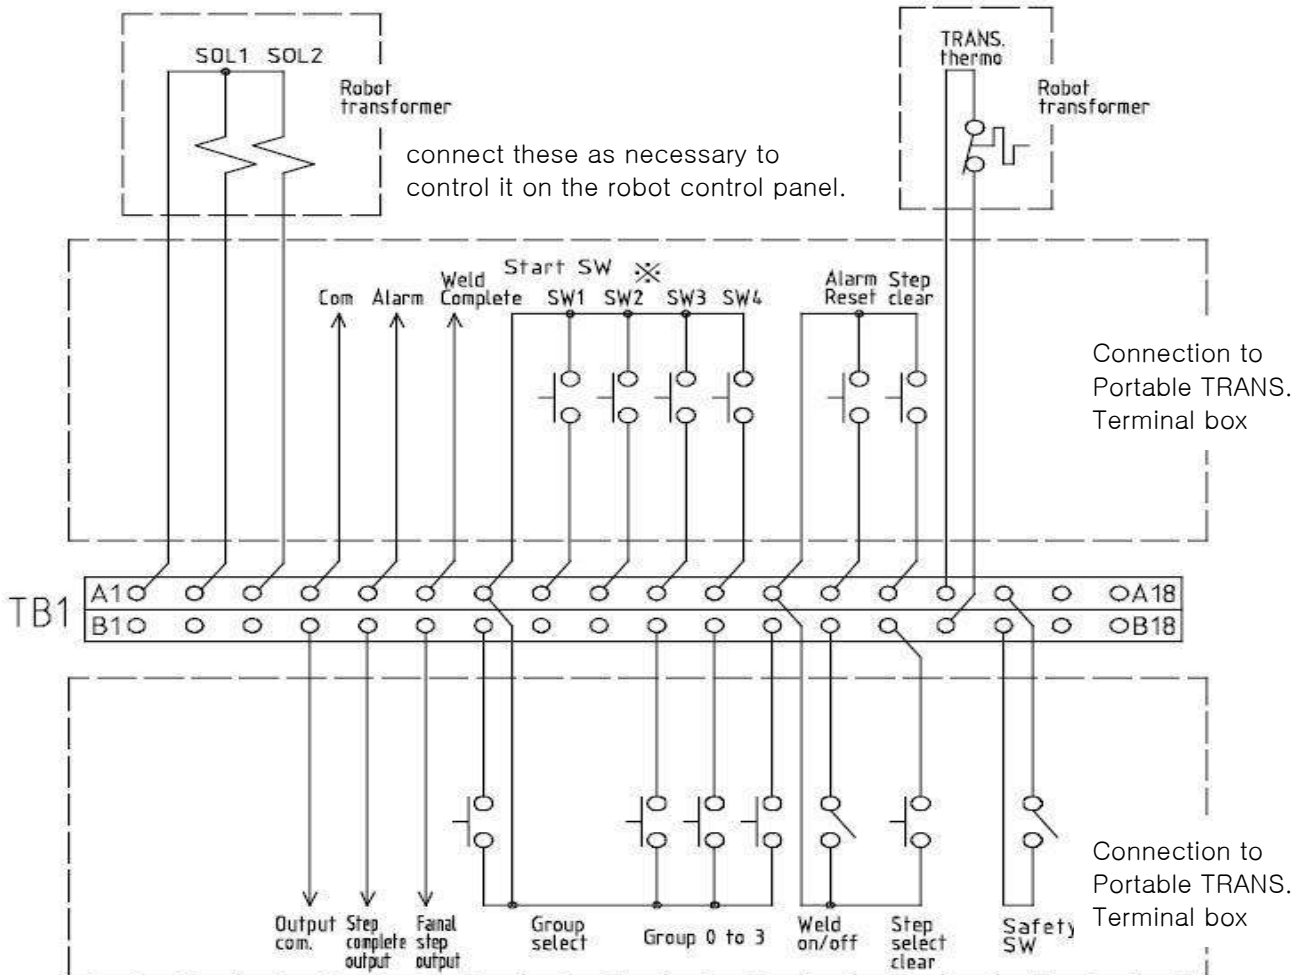 SOL1 SOL2
Robot
transformer
TRANS.
thermo
Robot
transformer
connect these as necessary to
control it on the robot control panel.
Start SW ※
Com Alarm Weld
Complete
SW1 SW2 SW3 SW4
Alarm
Reset
Step
clear
Connection to
Portable TRANS.
Terminal box
TB1
A1
A18
B1
B18
Output
com.
Step
complete
output
Famal
step
output
Group
select
Group 0 to 3
Weld
on/off
Step
select
clear
Safety
SW
Connection to
Portable TRANS.
Terminal box